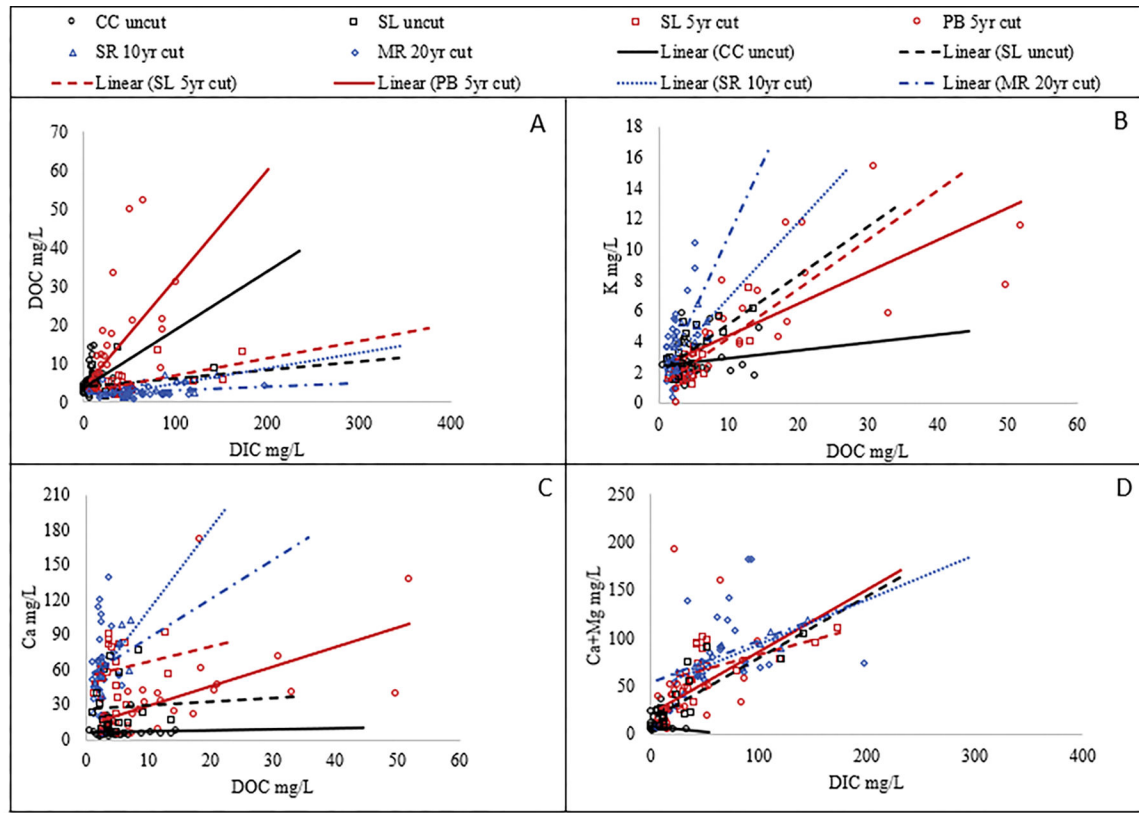 CC uncut SL uncut SL 5yr cut PB 5yr cut
SR 10yr cut MR 20yr cut Linear (CC uncut) Linear (SL uncut)
Linear (SL 5yr cut) Linear (PB 5yr cut) Linear (SR 10yr cut) Linear (MR 20yr cut)
A
70
60
50
40
30
20
10
0
DOC mg/L
0 100 200 300 400
DIC mg/L
B
18
16
14
12
10
8
6
4
2
0
K mg/L
0 10 20 30 40 50 60
DOC mg/L
C
210
180
150
120
90
60
30
0
Ca mg/L
0 10 20 30 40 50 60
DOC mg/L
D
250
200
150
100
50
0
Ca+Mg mg/L
0 100 200 300 400
DIC mg/L